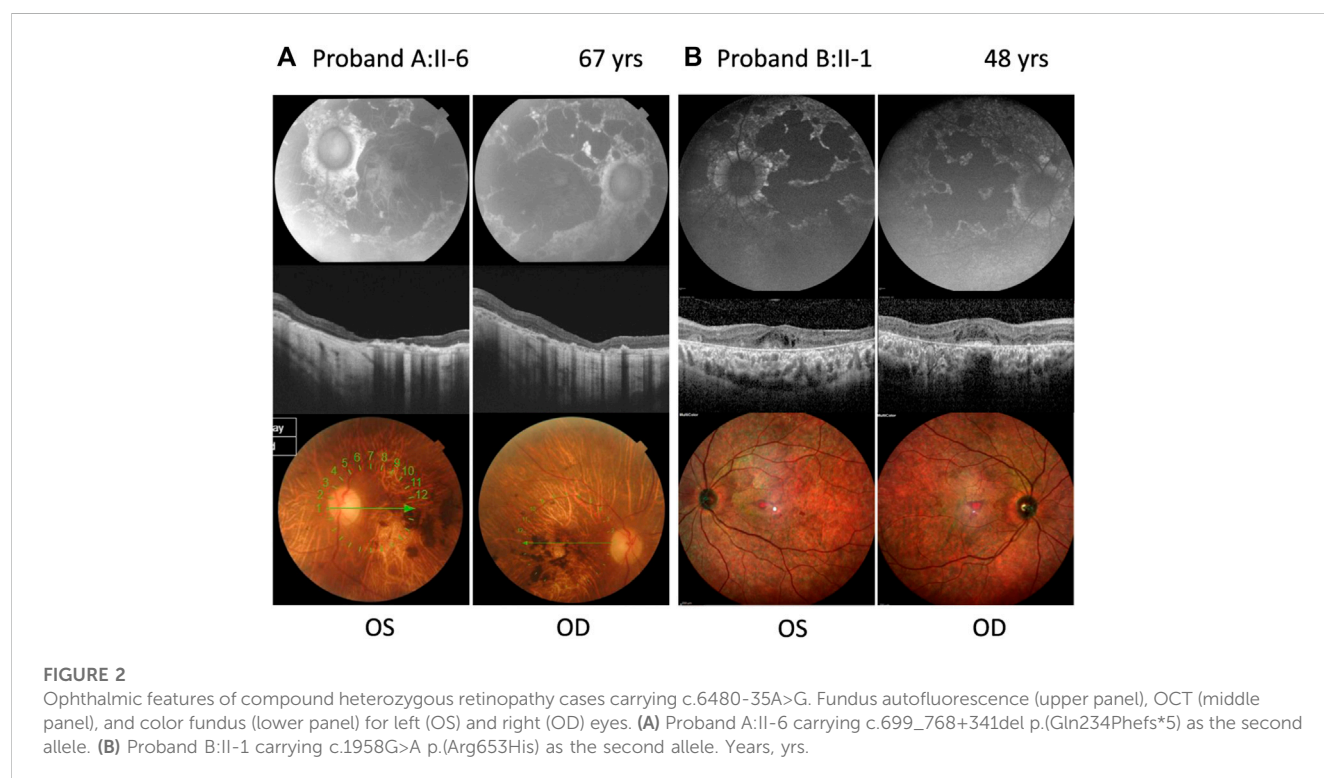 A Proband A:II-6 67 yrs B Proband B:II-1 48 yrs
MultiColor MultiColor
ay
d
1 2 3 4 5 6 7 8 9 10 11 12
OS OD OS OD
FIGURE 2
Ophthalmic features of compound heterozygous retinopathy cases carrying c.6480-35A>G. Fundus autofluorescence (upper panel), OCT (middle
panel), and color fundus (lower panel) for left (OS) and right (OD) eyes. (A) Proband A:II-6 carrying c.699_768+341del p.(Gln234Phefs*5) as the second
allele. (B) Proband B:II-1 carrying c.1958G>A p.(Arg653His) as the second allele. Years, yrs.